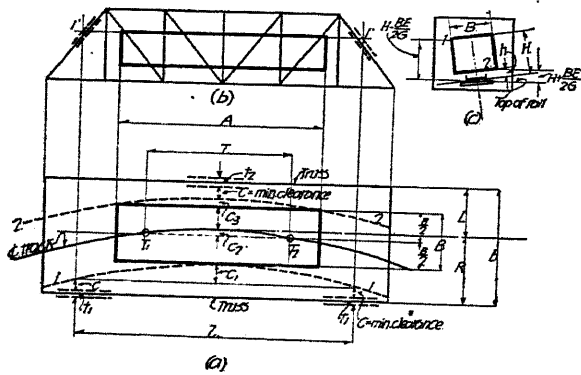 1'
1'
(b)
A
T
t2
Truss
C=min.clearance
2
C3
2
B/2
L
₵ TRACK
T1
C2
T2
B
B/2
b
R
1
C1
1
C
t1
₵ Truss
t1
C=min.clearance
(a)
H-BE/2G
B
1
h
H
2
H+BE/2G
Top of rail
(c)